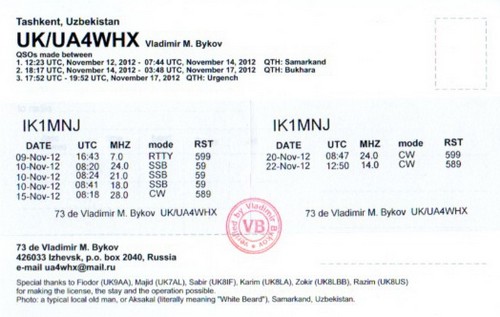 Tashkent, Uzbekistan
UK/UA4WHX Vladimir M. Bykov
QSOs made between
1. 12:23 UTC, November 12, 2012 - 07:44 UTC, November 14, 2012 QTH: Samarkand
2. 18:17 UTC, November 14, 2012 - 03:48 UTC, November 17, 2012 QTH: Bukhara
3. 17:52 UTC - 19:52 UTC, November 17, 2012 QTH: Urgench
IK1MNJ
DATE UTC MHZ mode RST
09-Nov-12 16:43 7.0 RTTY 599
10-Nov-12 08:20 24.0 SSB 59
10-Nov-12 08:24 21.0 SSB 59
10-Nov-12 08:41 18.0 SSB 59
15-Nov-12 08:18 28.0 CW 589
73 de Vladimir M. Bykov UK/UA4WHX
IK1MNJ
DATE UTC MHZ mode RST
20-Nov-12 08:47 24.0 CW 599
22-Nov-12 12:50 14.0 CW 589
73 de Vladimir M. Bykov UK/UA4WHX
verified by Vladimir Bykov
VB
73 de Vladimir M. Bykov
426033 Izhevsk, p.o. box 2040, Russia
e-mail ua4whx@mail.ru
Special thanks to Fiodor (UK9AA), Majid (UK7AL), Sabir (UK8IF), Karim (UK8LA), Zokir (UK8LBB), Razim (UK8US)
for making the license, the stay and the operation possible.
Photo: a typical local old man, or Aksakal (literally meaning "White Beard"), Samarkand, Uzbekistan.